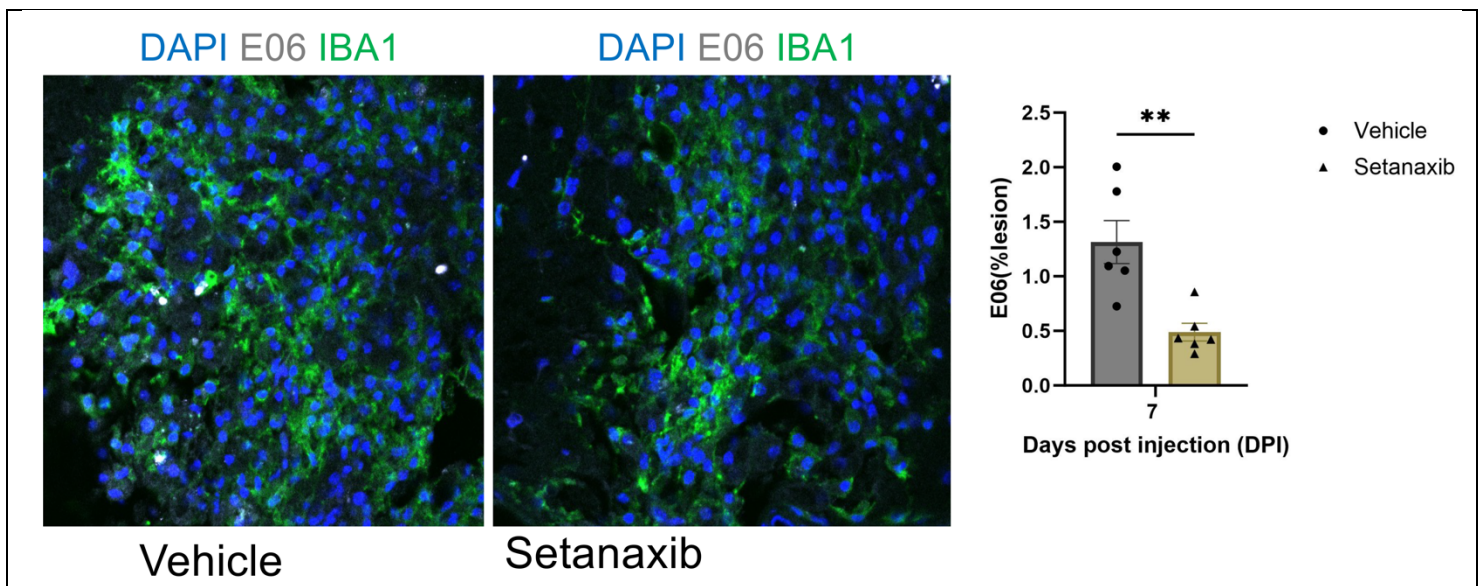 DAPI E06 IBA1
DAPI E06 IBA1
Vehicle
Setanaxib
E06(%lesion)
2.5
2.0
1.5
1.0
0.5
0.0
**
7
Days post injection (DPI)
Vehicle
Setanaxib